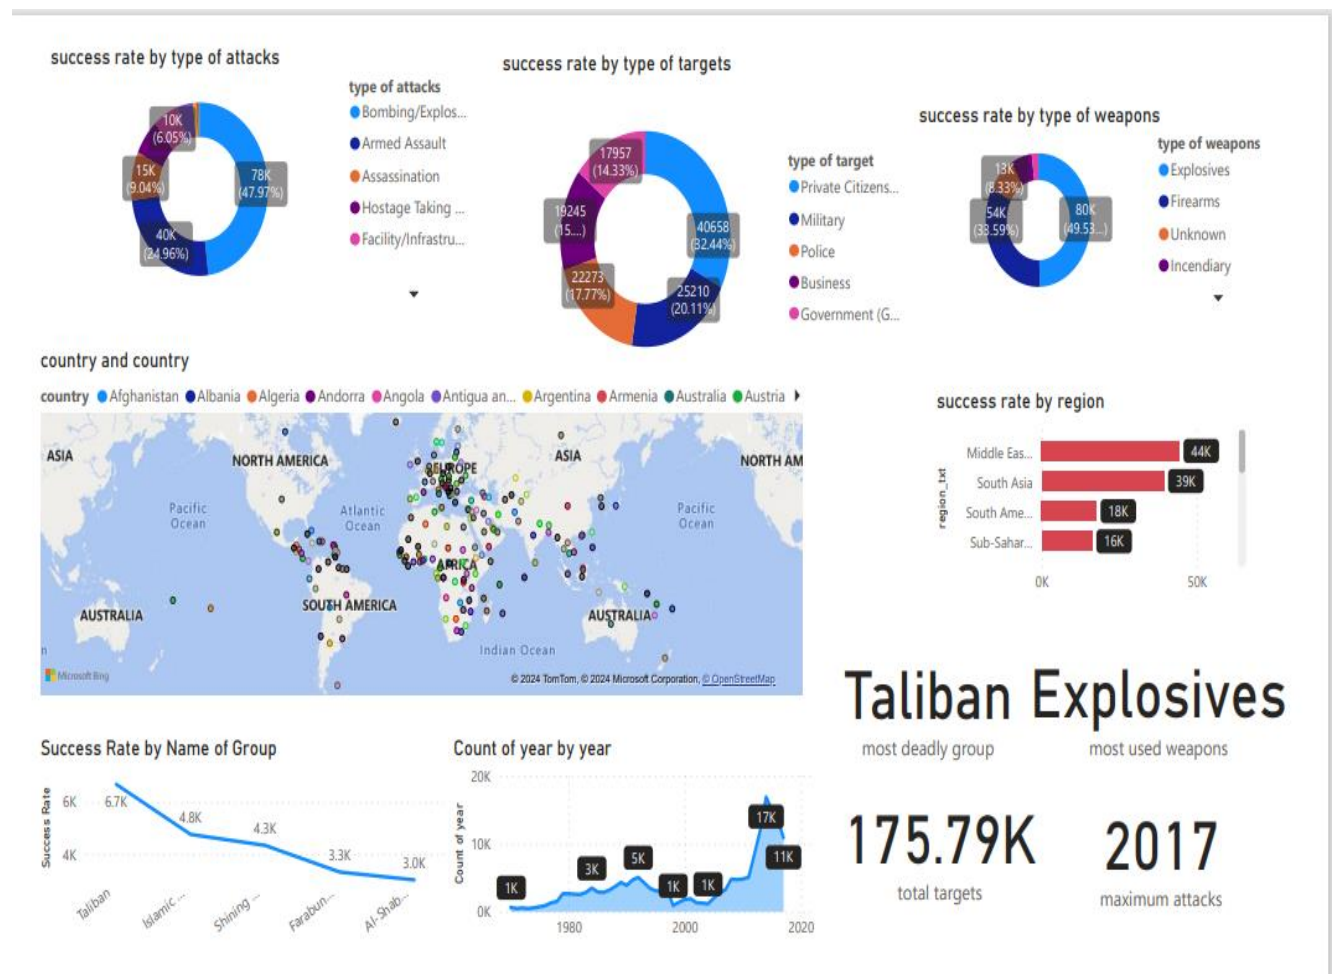 success rate by type of attacks
type of attacks
Bombing/Explos...
Armed Assault
Assassination
Hostage Taking ...
Facility/Infrastru...
10K
(6.05%)
15K
(9.04%)
78K
(47.97%)
40K
(24.96%)
success rate by type of targets
type of target
Private Citizens...
Military
Police
Business
Government (G...
17957
(14.33%)
19245
(15....)
40658
(32.44%)
22273
(17.77%)
25210
(20.11%)
success rate by type of weapons
type of weapons
Explosives
Firearms
Unknown
Incendiary
13K
(8.33%)
54K
(33.59%)
80K
(49.53...)
country and country
country Afghanistan Albania Algeria Andorra Angola Antigua an... Argentina Armenia Australia Austria
ASIA
NORTH AMERICA
EUROPE
ASIA
NORTH AM
Pacific
Ocean
Atlantic
Ocean
Pacific
Ocean
AFRICA
SOUTH AMERICA
AUSTRALIA
AUSTRALIA
n
Indian Ocean
Microsoft Bing
© 2024 TomTom, © 2024 Microsoft Corporation, © OpenStreetMap
success rate by region
region_txt
Middle Eas...
44K
South Asia
39K
South Ame...
18K
Sub-Sahar...
16K
0K
50K
Taliban
most deadly group
Explosives
most used weapons
175.79K
total targets
2017
maximum attacks
Success Rate by Name of Group
Success Rate
6K
4K
6.7K
4.8K
4.3K
3.3K
3.0K
Taliban
Islamic ...
Shining ...
Farabun...
Al-Shab...
Count of year by year
Count of year
20K
10K
0K
1K
3K
5K
1K
1K
17K
11K
1980
2000
2020